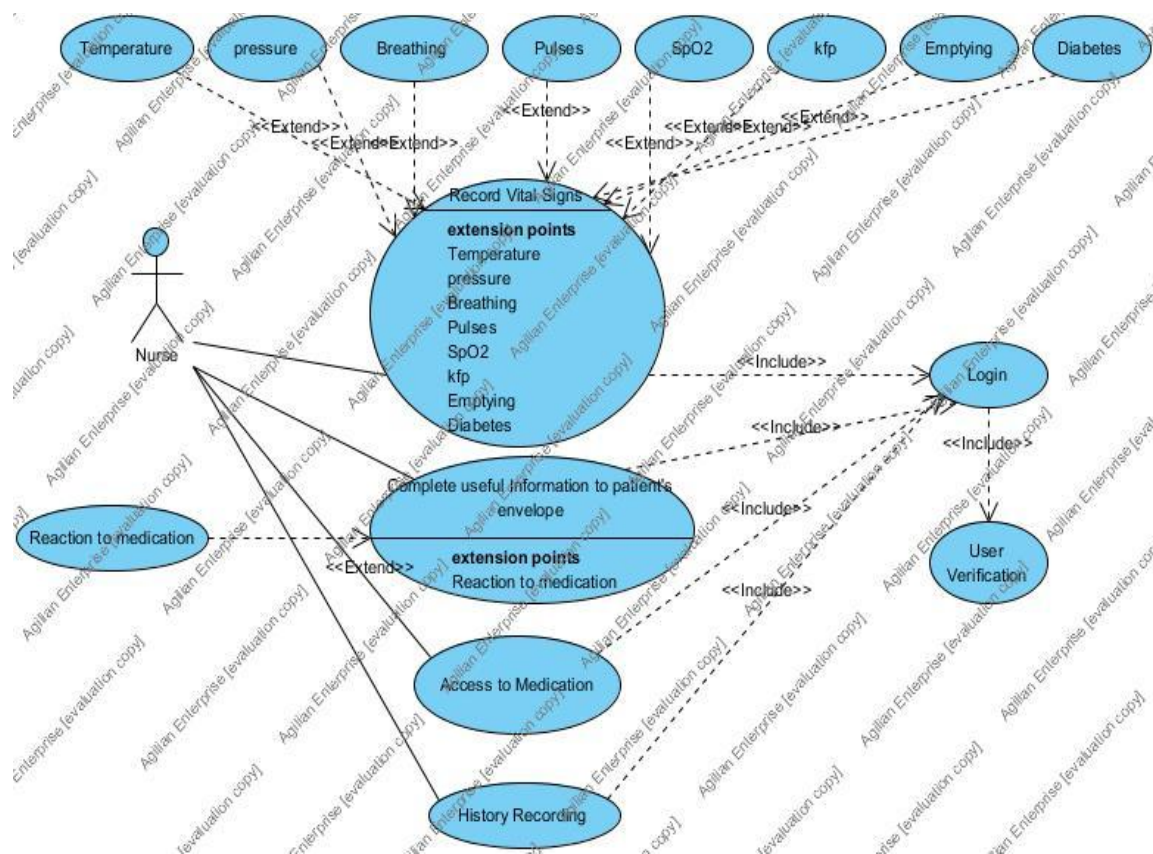 Temperature
pressure
Breathing
Pulses
SpO2
kfp
Emptying
Diabetes
<<Extend>>
<<Extend>>
<<Extend>>
<<Extend>>
<<Extend>>
<<Extend>>
<<Extend>>
Record Vital Signs
extension points
Temperature
pressure
Breathing
Pulses
SpO2
kfp
Emptying
Diabetes
Nurse
<<Include>>
Login
<<Include>>
<<Include>>
Complete useful Information to patient's
envelope
extension points
Reaction to medication
Reaction to medication
<<Extend>>
<<Include>>
User
Verification
<<Include>>
Access to Medication
History Recording
Agilian Enterprise [evaluation copy]